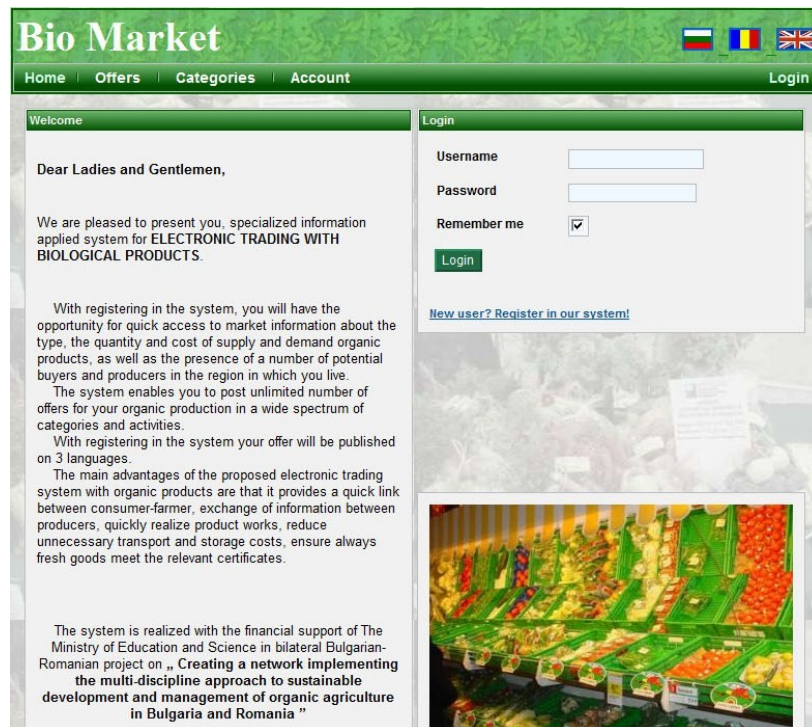 Bio Market
Home
Offers
Categories
Account
Login
Welcome
Dear Ladies and Gentlemen,
We are pleased to present you, specialized information
applied system for ELECTRONIC TRADING WITH
BIOLOGICAL PRODUCTS.
With registering in the system, you will have the
opportunity for quick access to market information about the
type, the quantity and cost of supply and demand organic
products, as well as the presence of a number of potential
buyers and producers in the region in which you live.
The system enables you to post unlimited number of
offers for your organic production in a wide spectrum of
categories and activities.
With registering in the system your offer will be published
on 3 languages.
The main advantages of the proposed electronic trading
system with organic products are that it provides a quick link
between consumer-farmer, exchange of information between
producers, quickly realize product works, reduce
unnecessary transport and storage costs, ensure always
fresh goods meet the relevant certificates.
The system is realized with the financial support of The
Ministry of Education and Science in bilateral Bulgarian-
Romanian project on „ Creating a network implementing
the multi-discipline approach to sustainable
development and management of organic agriculture
in Bulgaria and Romania ”
Login
Username
Password
Remember me
Login
New user? Register in our system!